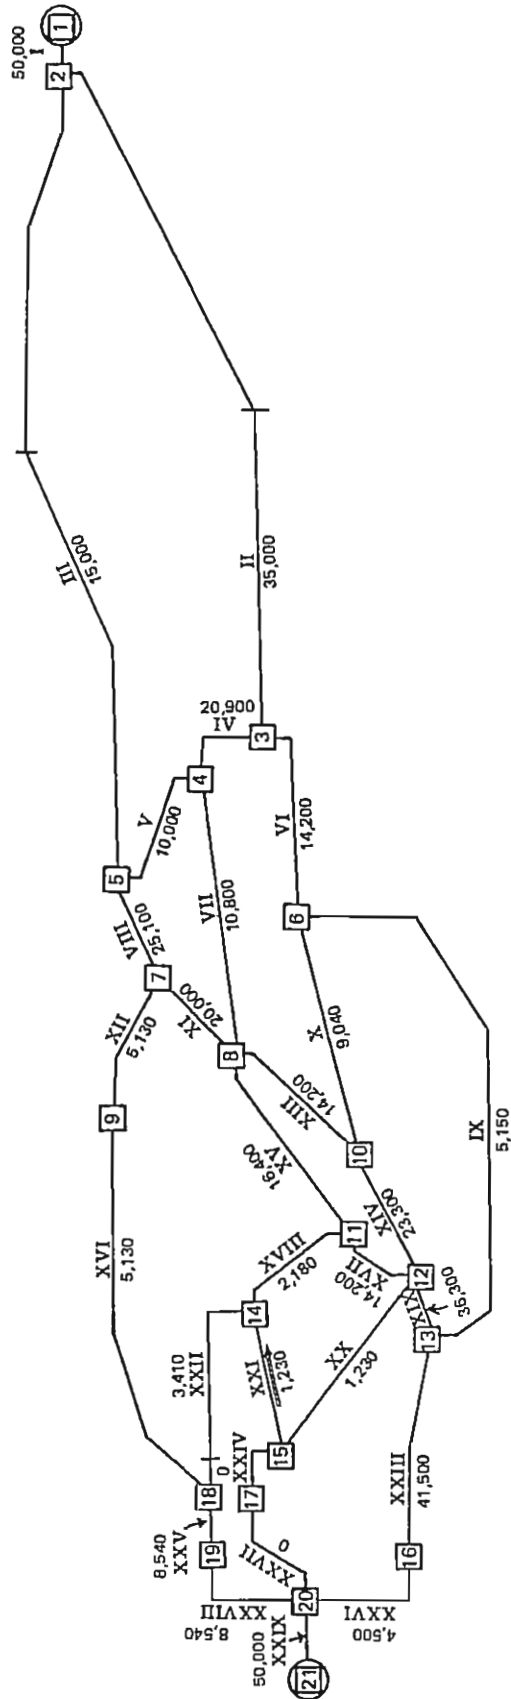 1
50,000
I
2
III
15,000
II
35,000
20,900
IV
3
4
V
10,000
5
VI
14,200
VII
10,800
VIII
25,100
6
7
XII
5,130
XI
20,000
X
9,040
8
9
XIII
14,200
IX
5,150
10
XV
16,400
XIV
23,300
11
XVI
5,130
XVIII
2,180
XVII
14,200
12
XIX
36,300
13
14
3,410
XXII
XXI
1,230
XX
1,230
0
XXIV
15
XXIII
41,500
18
17
8,540
XXV
19
XXVII
0
16
XXVIII
8,540
20
XXVI
4,500
50,000
XXIX
21